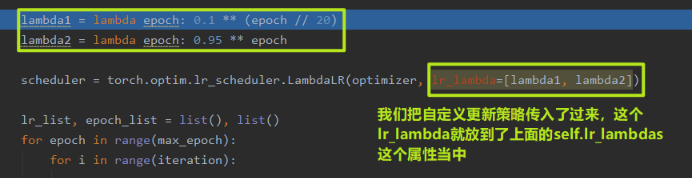 lambda1 = lambda epoch: 0.1 ** (epoch // 20)
lambda2 = lambda epoch: 0.95 ** epoch
scheduler = torch.optim.lr_scheduler.LambdaLR(optimizer, lr_lambda=[lambda1, lambda2])
lr_list, epoch_list = list(), list()
for epoch in range(max_epoch):
for i in range(iteration):
我们把自定义更新策略传入了过来，这个
lr_lambda就放到了上面的self.lr_lambdas
这个属性当中